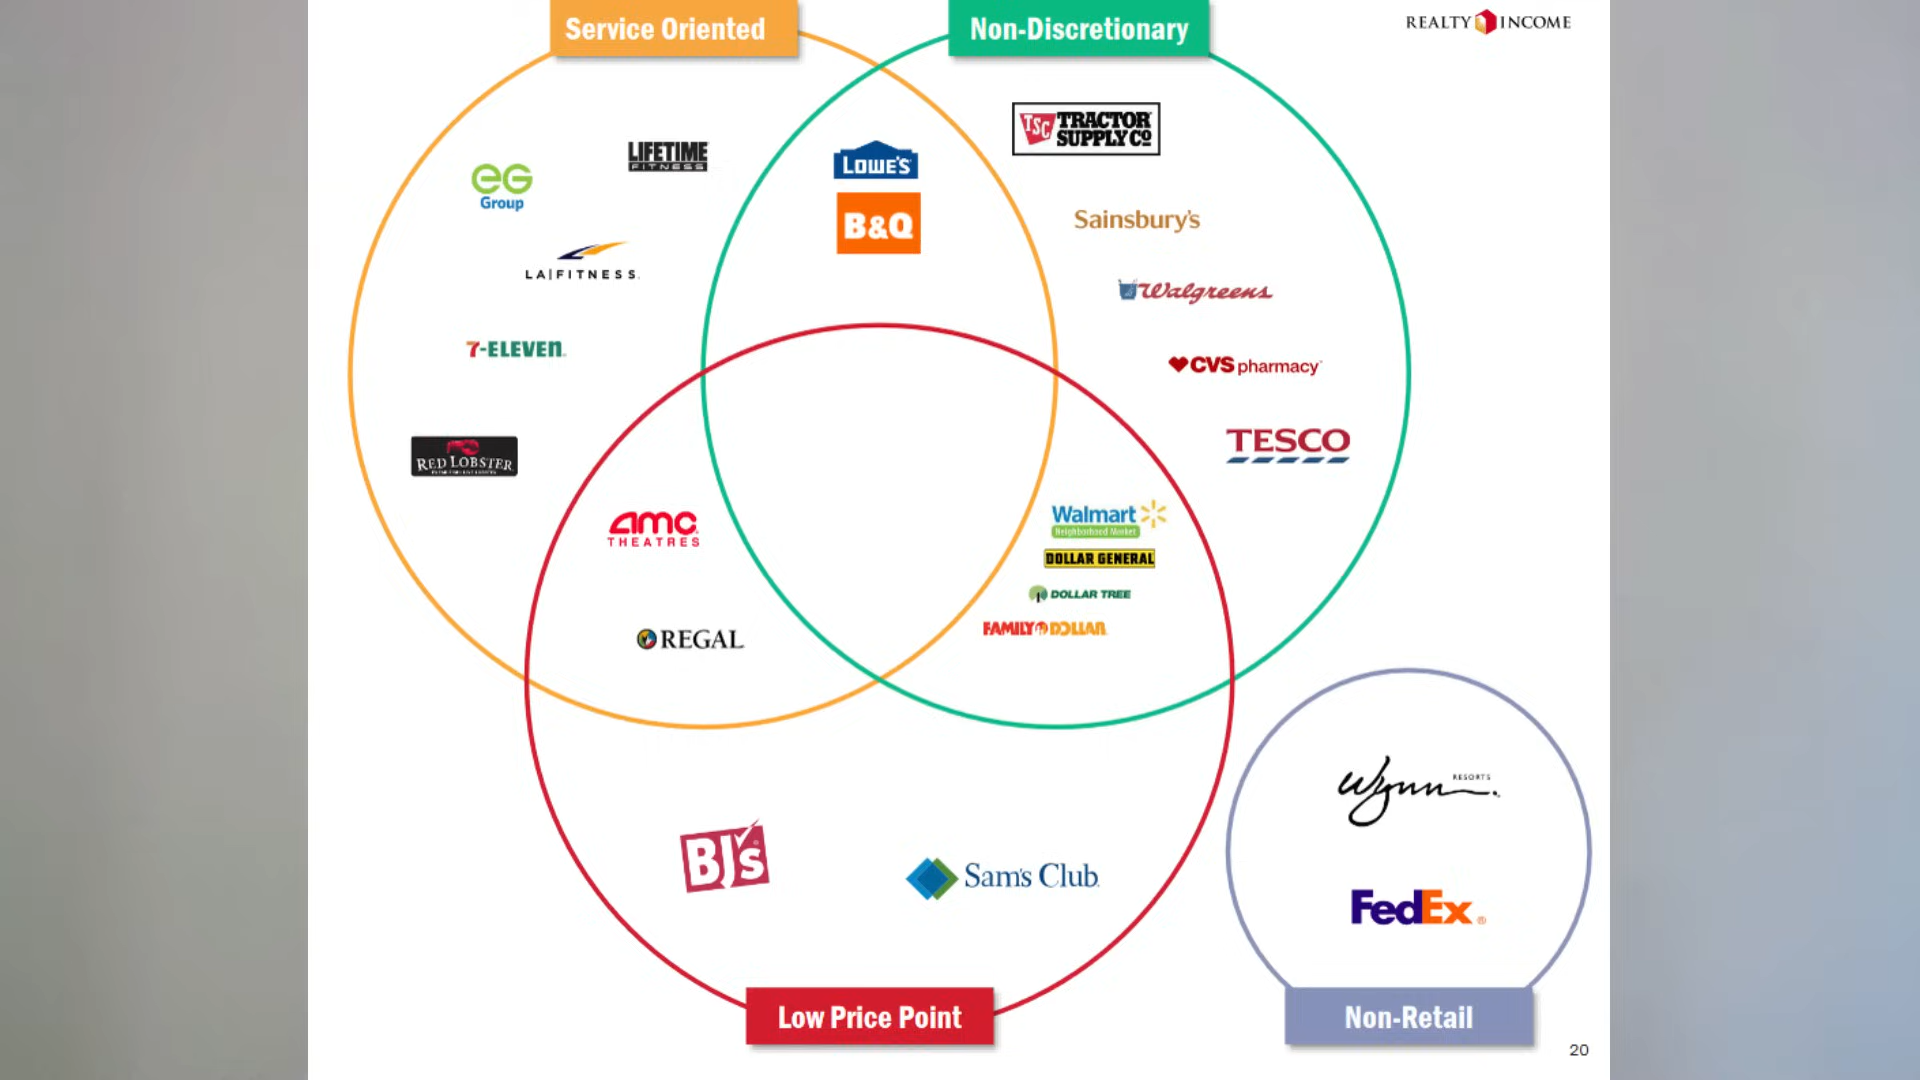 Service Oriented
Non-Discretionary
REALTY INCOME
TSC TRACTOR
SUPPLY CO
LIFETIME
FITNESS
LOWE'S
eG
Group
B&Q
Sainsbury's
LA|FITNESS.
Walgreens
7-ELEVEn.
CVS pharmacy
TESCO
RED LOBSTER
amc
THEATRES
Walmart
Neighborhood Market
DOLLAR GENERAL
DOLLAR TREE
FAMILY DOLLAR
REGAL
Wynn RESORTS
BJ's
Sam's Club
FedEx ®
Low Price Point
Non-Retail
20